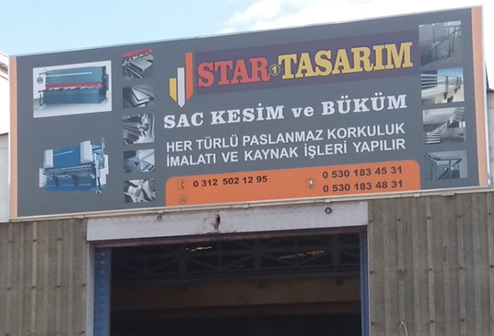 STAR 1 TASARIM
SAC KESİM ve BÜKÜM
HER TÜRLÜ PASLANMAZ KORKULUK
İMALATI VE KAYNAK İŞLERİ YAPILIR
0 312 502 12 95
0 530 183 45 31
0 530 183 48 31